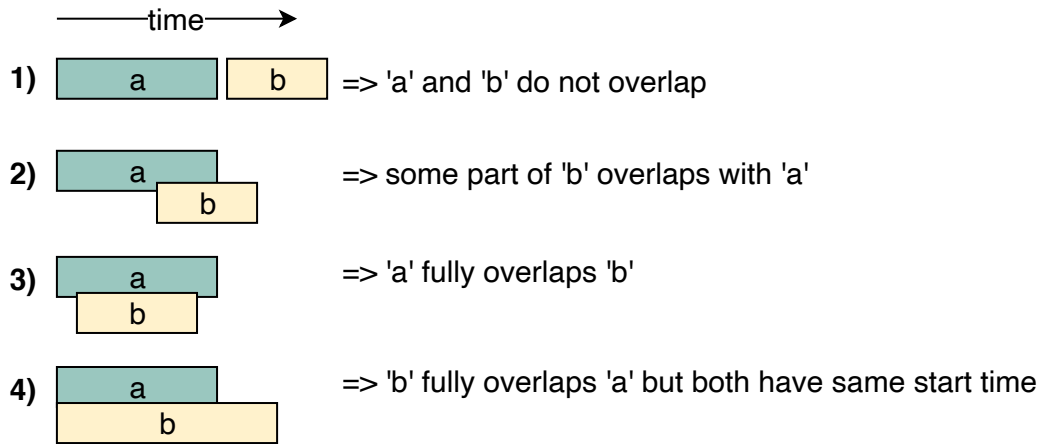 time
1) a b => 'a' and 'b' do not overlap
2) a => some part of 'b' overlaps with 'a'
b
3) a => 'a' fully overlaps 'b'
b
4) a => 'b' fully overlaps 'a' but both have same start time
b